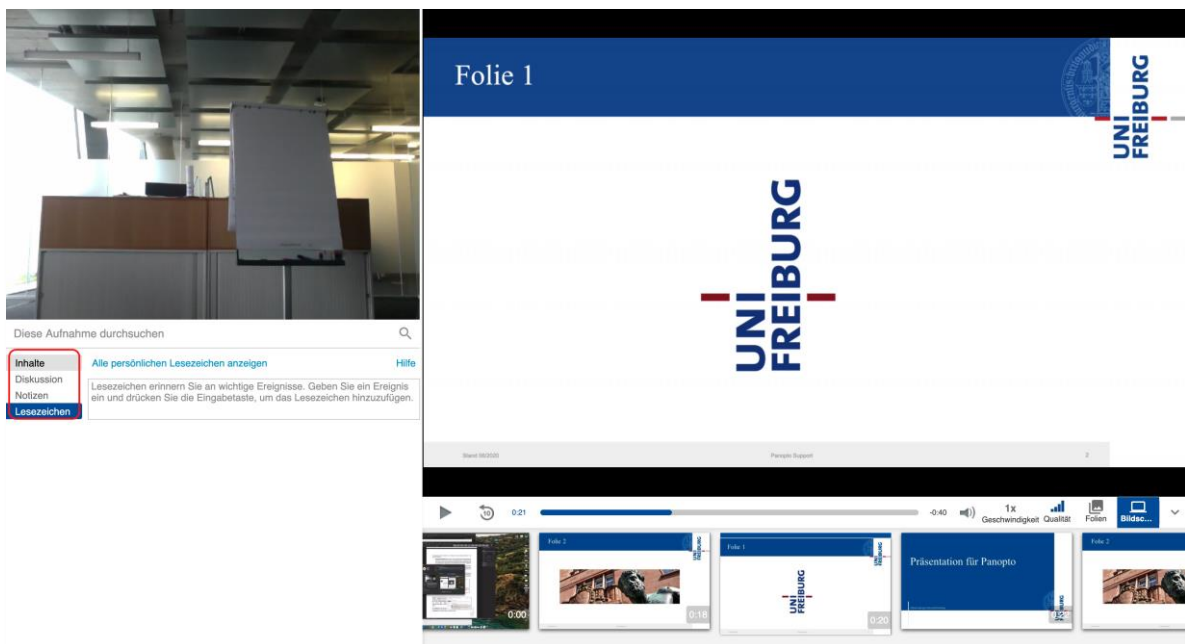 Diese Aufnahme durchsuchen
Inhalte
Diskussion
Notizen
Lesezeichen
Alle persönlichen Lesezeichen anzeigen
Hilfe
Lesezeichen erinnern Sie an wichtige Ereignisse. Geben Sie ein Ereignis
ein und drücken Sie die Eingabetaste, um das Lesezeichen hinzuzufügen.
Folie 1
UNI
FREIBURG
UNI
FREIBURG
Stand 09/2020
Panopto Support
2
10
0:21
-0:40
1x
Geschwindigkeit
Qualität
Folien
Bildsc...
0:00
Folie 2
0:18
Folie 1
UNI
FREIBURG
0:20
Präsentation für Panopto
Folie 2